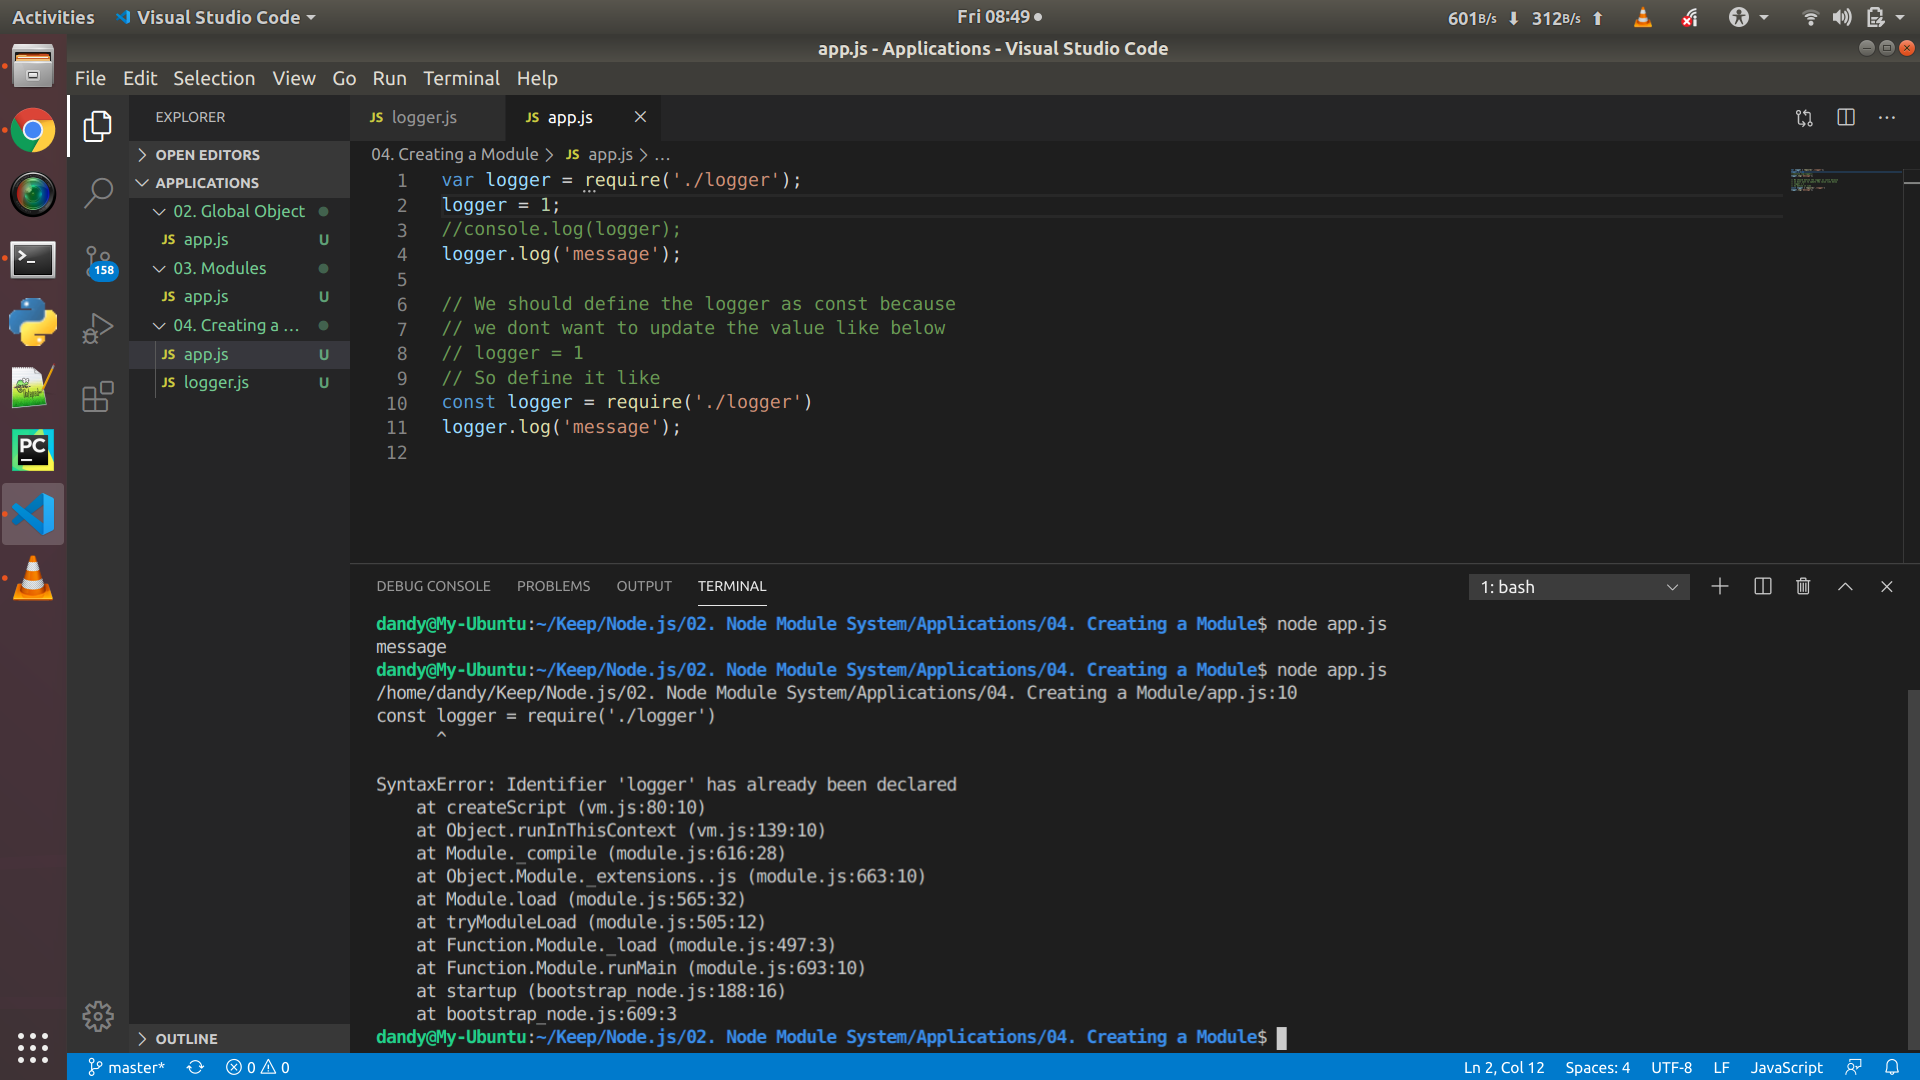 Activities Visual Studio Code Fri 08:49 601B/s 312B/s
app.js - Applications - Visual Studio Code
File Edit Selection View Go Run Terminal Help
EXPLORER
OPEN EDITORS
APPLICATIONS
02. Global Object
JS app.js U
03. Modules
JS app.js U
04. Creating a ...
JS app.js U
JS logger.js U
158
OUTLINE
PC
JS logger.js JS app.js
04. Creating a Module > JS app.js > ...
1 var logger = require('./logger');
2 logger = 1;
3 //console.log(logger);
4 logger.log('message');
5
6 // We should define the logger as const because
7 // we dont want to update the value like below
8 // logger = 1
9 // So define it like
10 const logger = require('./logger')
11 logger.log('message');
12
DEBUG CONSOLE PROBLEMS OUTPUT TERMINAL 1: bash
dandy@My-Ubuntu:~/Keep/Node.js/02. Node Module System/Applications/04. Creating a Module$ node app.js
message
dandy@My-Ubuntu:~/Keep/Node.js/02. Node Module System/Applications/04. Creating a Module$ node app.js
/home/dandy/Keep/Node.js/02. Node Module System/Applications/04. Creating a Module/app.js:10
const logger = require('./logger')
^
SyntaxError: Identifier 'logger' has already been declared
at createScript (vm.js:80:10)
at Object.runInThisContext (vm.js:139:10)
at Module._compile (module.js:616:28)
at Object.Module._extensions..js (module.js:663:10)
at Module.load (module.js:565:32)
at tryModuleLoad (module.js:505:12)
at Function.Module._load (module.js:497:3)
at Function.Module.runMain (module.js:693:10)
at startup (bootstrap_node.js:188:16)
at bootstrap_node.js:609:3
dandy@My-Ubuntu:~/Keep/Node.js/02. Node Module System/Applications/04. Creating a Module$
master* 0 0 Ln 2, Col 12 Spaces: 4 UTF-8 LF JavaScript